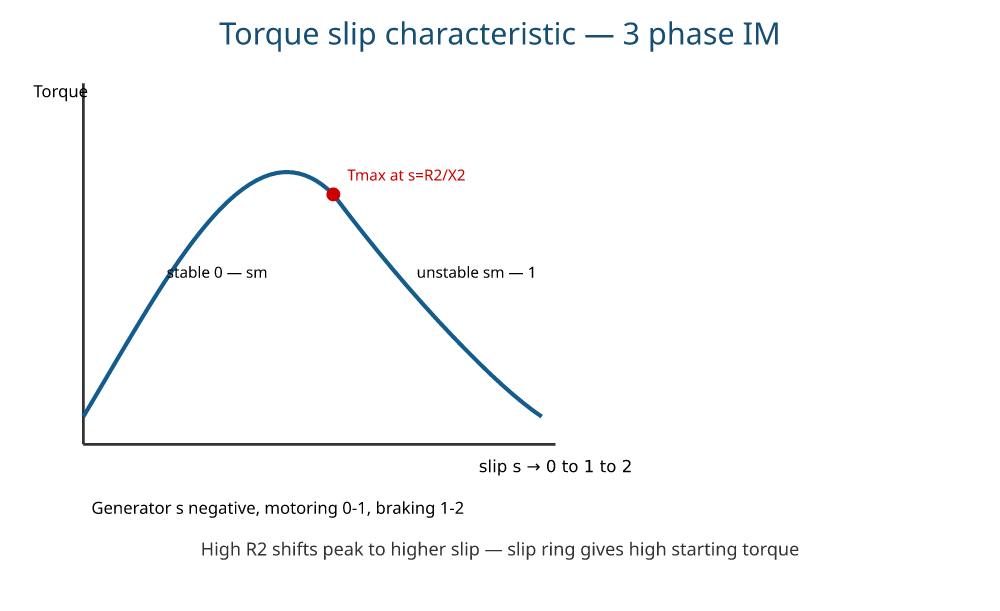 Torque slip characteristic — 3 phase IM
Torque
Tmax at s=R2/X2
stable 0 — sm
unstable sm — 1
slip s → 0 to 1 to 2
Generator s negative, motoring 0-1, braking 1-2
High R2 shifts peak to higher slip — slip ring gives high starting torque